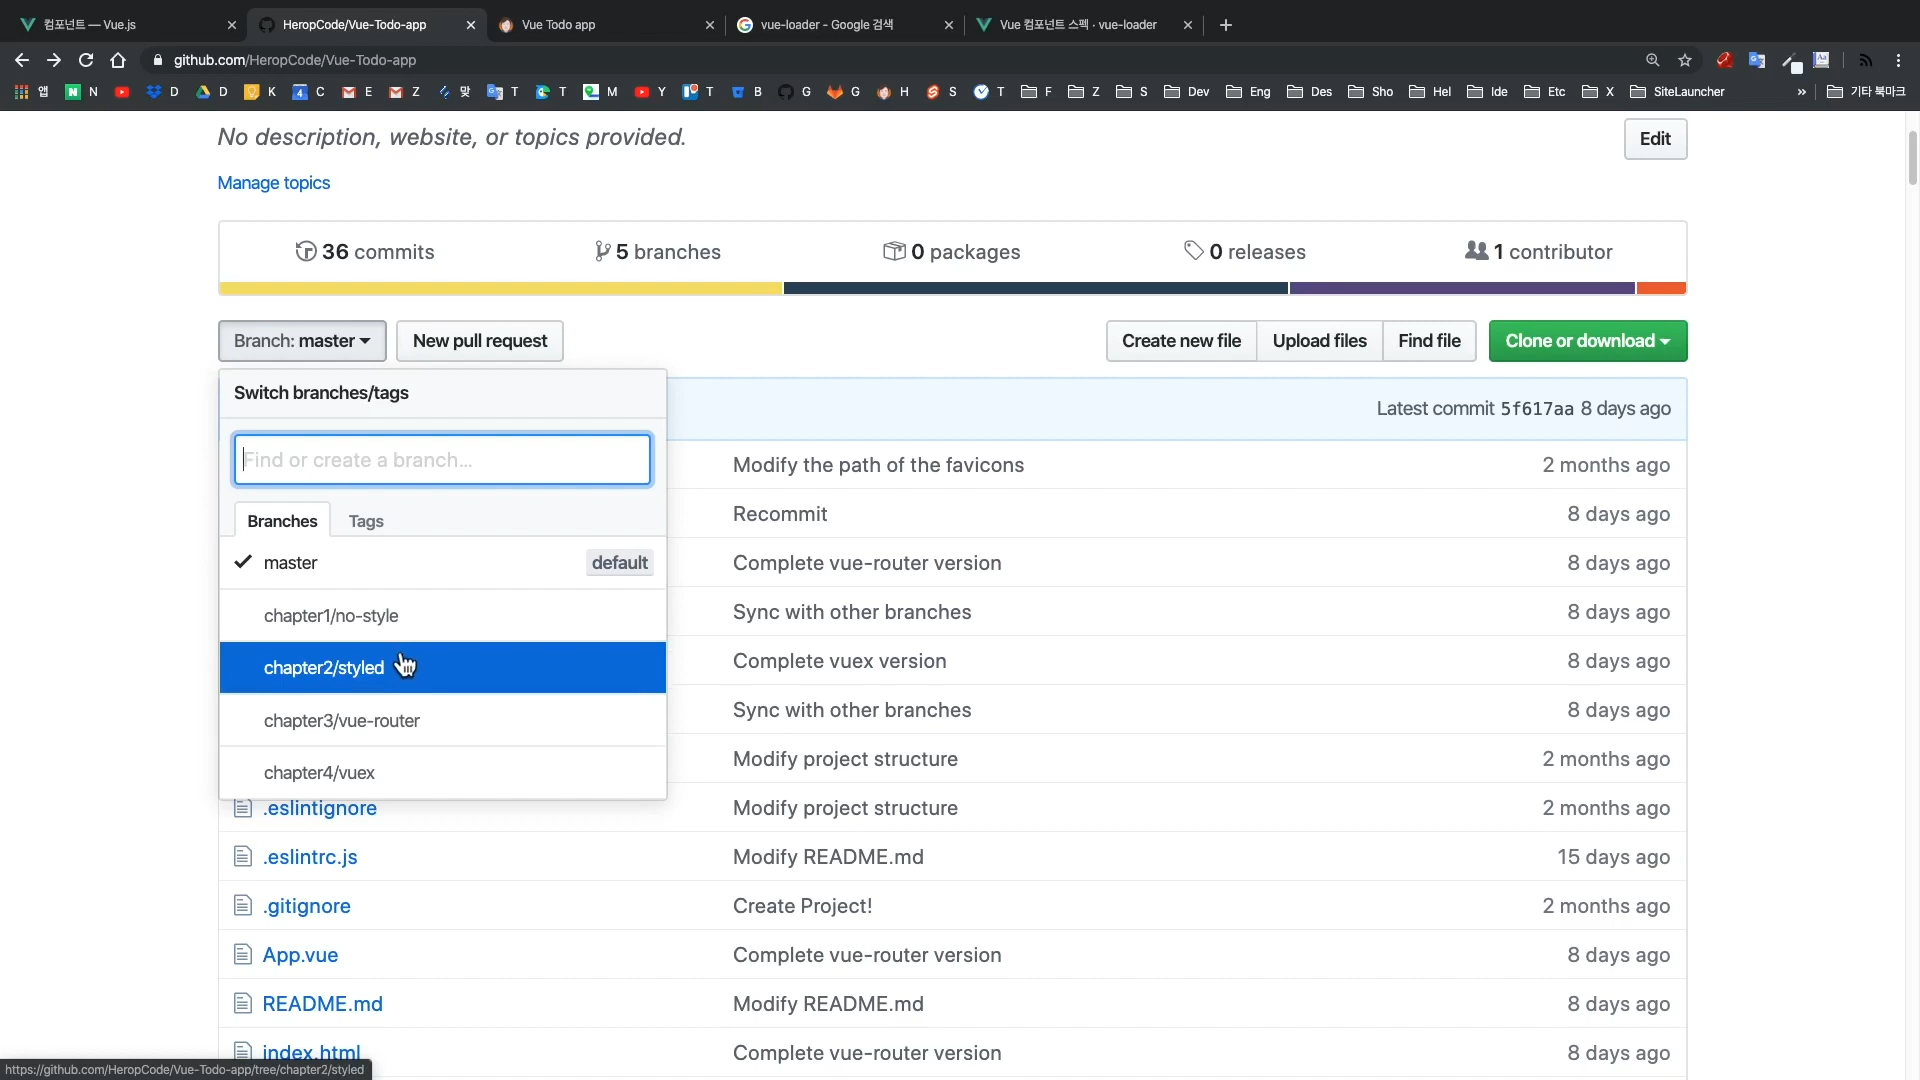 컴포넌트 — Vue.js
HeropCode/Vue-Todo-app
Vue Todo app
vue-loader - Google 검색
Vue 컴포넌트 스펙 · vue-loader
github.com/HeropCode/Vue-Todo-app
앱 N D D K C E Z 맞 T T M Y T B G G H S T F Z S Dev Eng Des Sho Hel Ide Etc X SiteLauncher » 기타 북마크
No description, website, or topics provided.
Edit
Manage topics
36 commits
5 branches
0 packages
0 releases
1 contributor
Branch: master
New pull request
Create new file
Upload files
Find file
Clone or download
Switch branches/tags
Latest commit 5f617aa 8 days ago
Find or create a branch...
Modify the path of the favicons 2 months ago
Recommit 8 days ago
Branches Tags
master default
Complete vue-router version 8 days ago
chapter1/no-style
Sync with other branches 8 days ago
chapter2/styled
Complete vuex version 8 days ago
chapter3/vue-router
Sync with other branches 8 days ago
chapter4/vuex
Modify project structure 2 months ago
.eslintignore Modify project structure 2 months ago
.eslintrc.js Modify README.md 15 days ago
.gitignore Create Project! 2 months ago
App.vue Complete vue-router version 8 days ago
README.md Modify README.md 8 days ago
index.html Complete vue-router version 8 days ago
https://github.com/HeropCode/Vue-Todo-app/tree/chapter2/styled